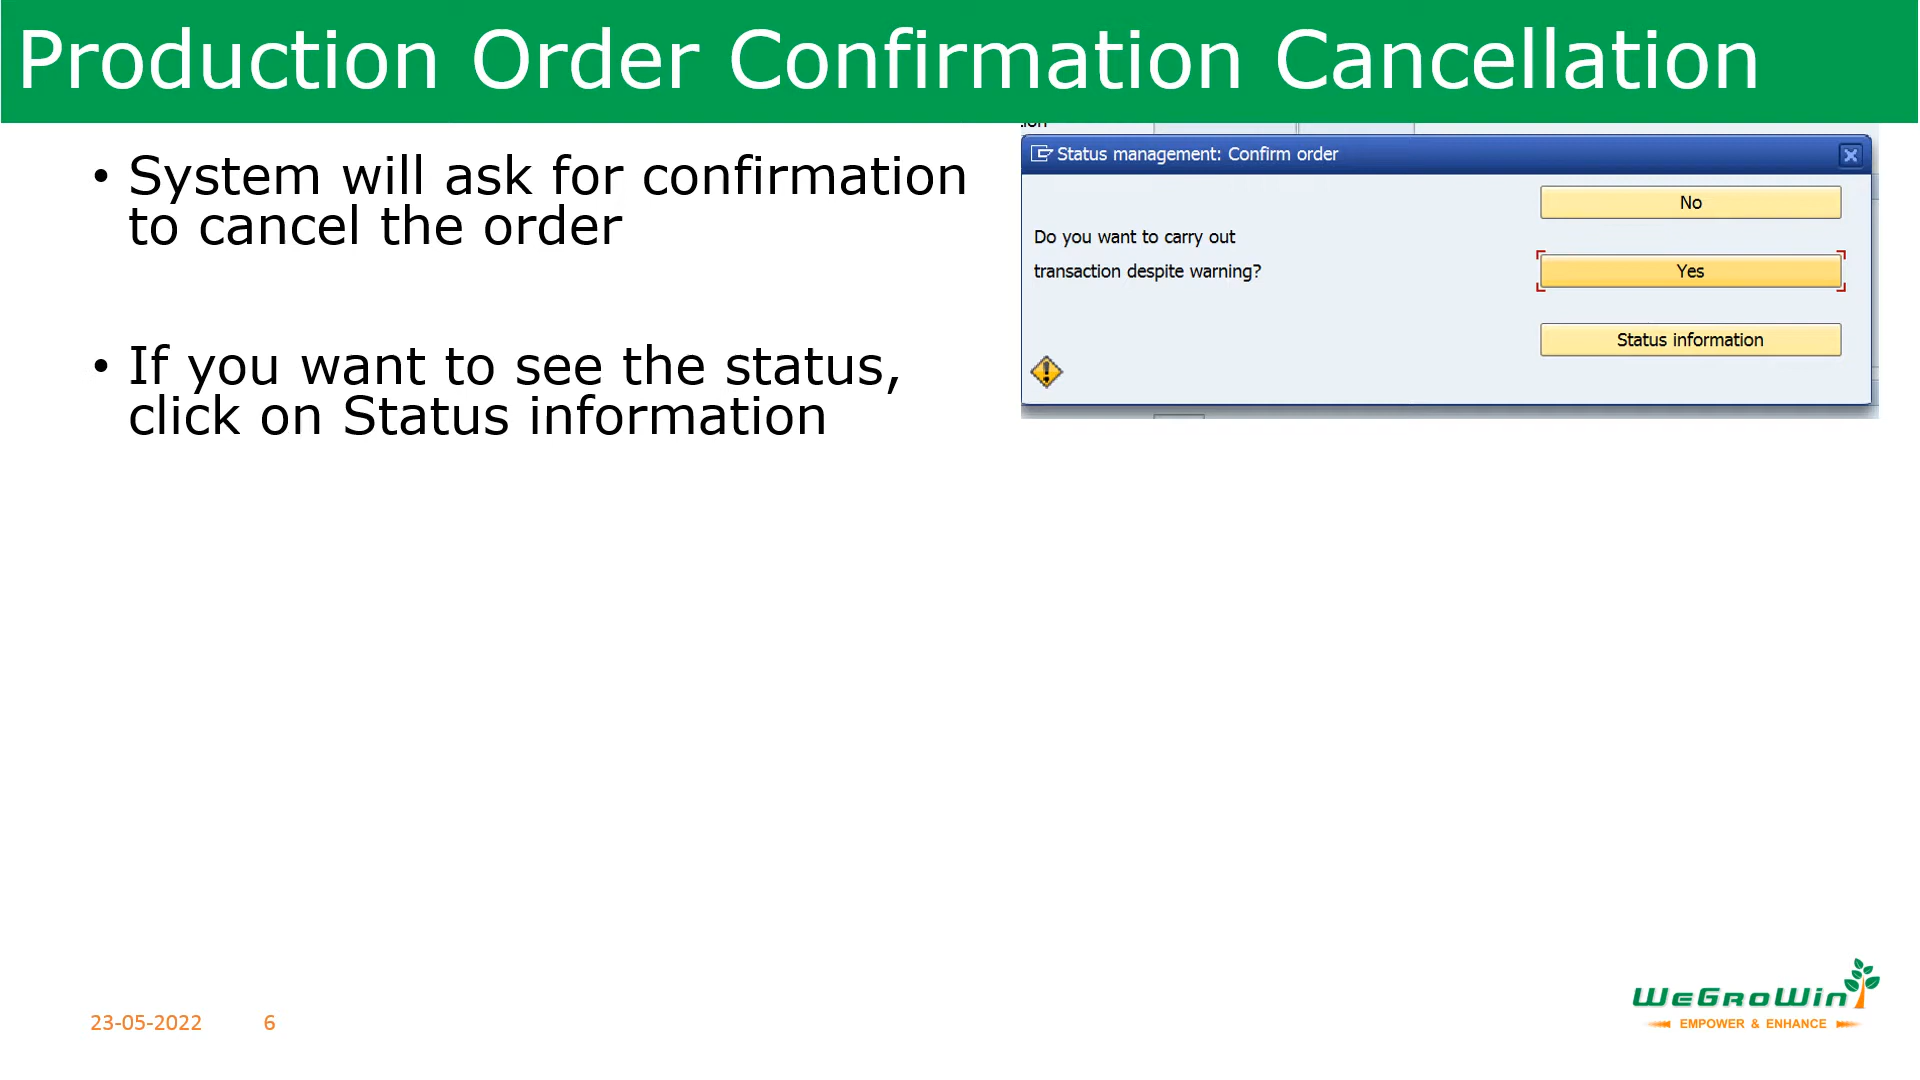 Production Order Confirmation Cancellation
• System will ask for confirmation
to cancel the order
• If you want to see the status,
click on Status information
Status management: Confirm order
No
Do you want to carry out
Yes
transaction despite warning?
Status information
23-05-2022 6
WeGroWin
EMPOWER & ENHANCE